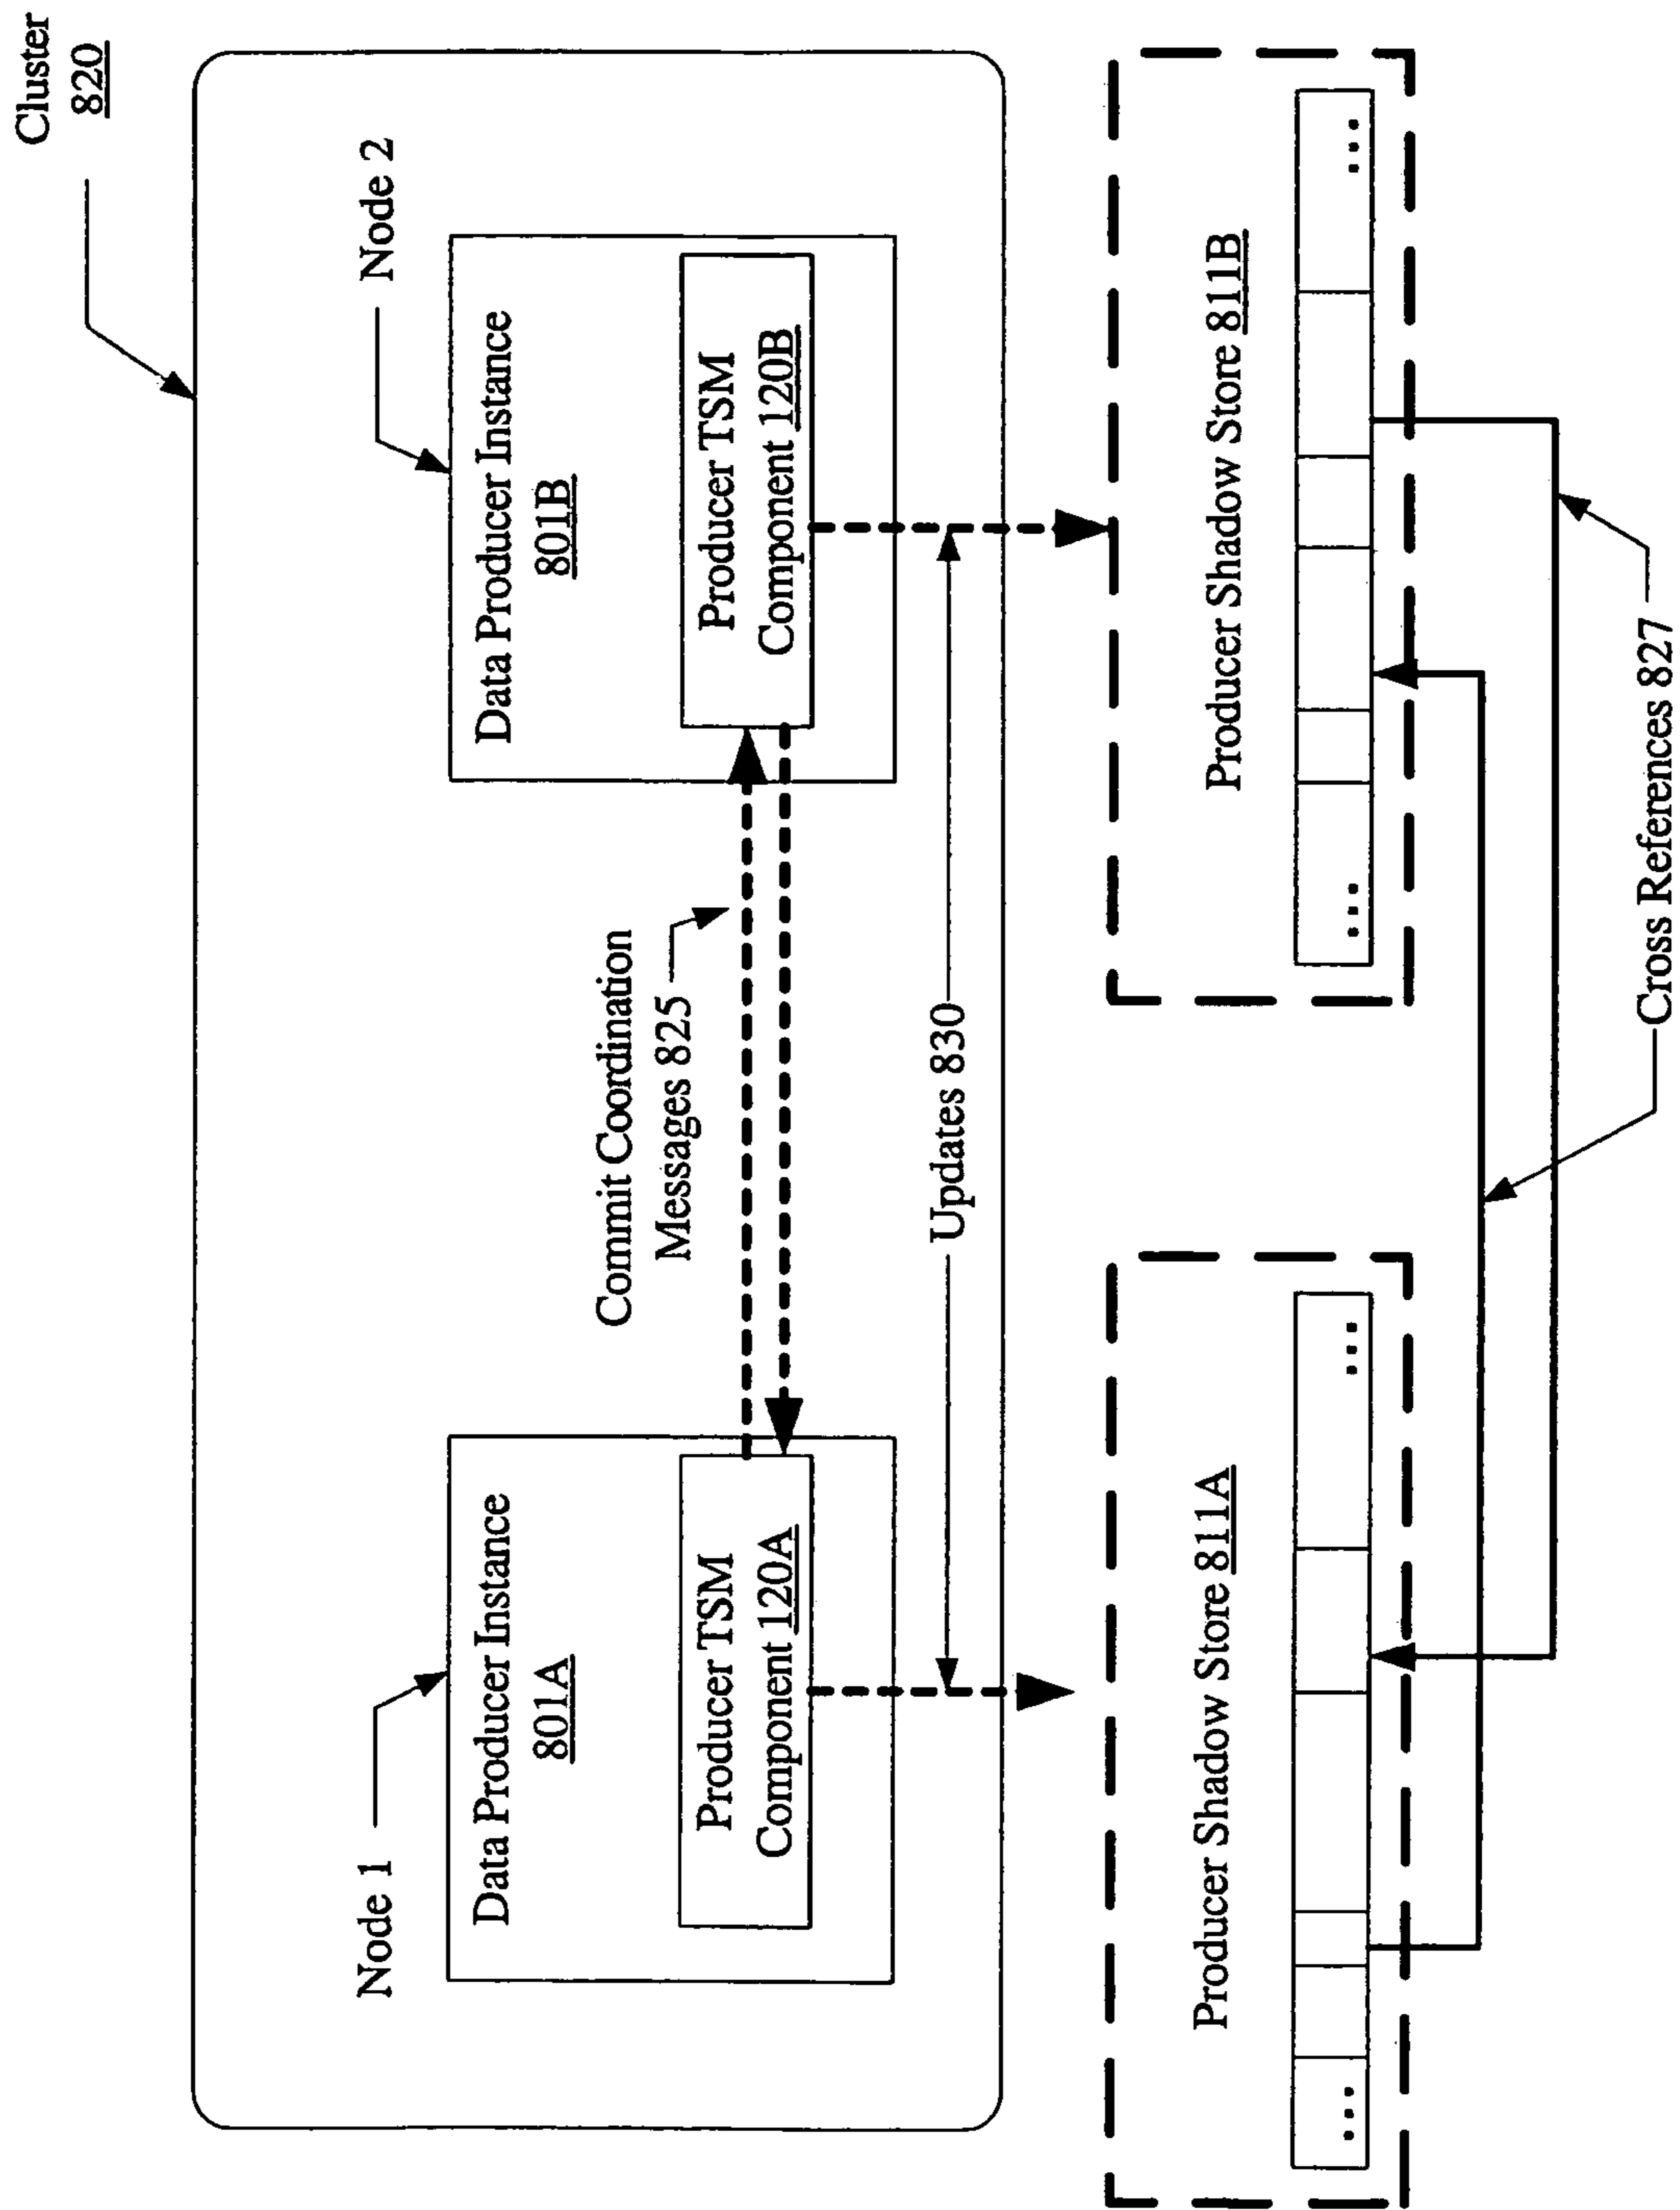 Cluster
820
Node 1
Node 2
Data Producer Instance
801A
Data Producer Instance
801B
Producer TSM
Component 120A
Producer TSM
Component 120B
Commit Coordination
Messages 825
Updates 830
Producer Shadow Store 811A
Producer Shadow Store 811B
...
...
...
...
Cross References 827